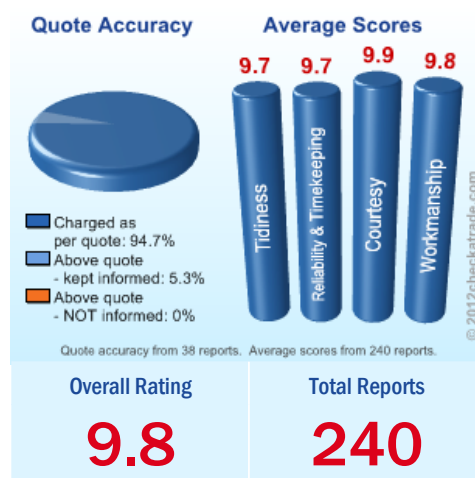 Quote Accuracy
Average Scores
9.7
9.7
9.9
9.8
Tidiness
Reliability & Timekeeping
Courtesy
Workmanship
Charged as
per quote: 94.7%
Above quote
- kept informed: 5.3%
Above quote
- NOT informed: 0%
© 2012checkatrade.com
Quote accuracy from 38 reports. Average scores from 240 reports.
Overall Rating
9.8
Total Reports
240